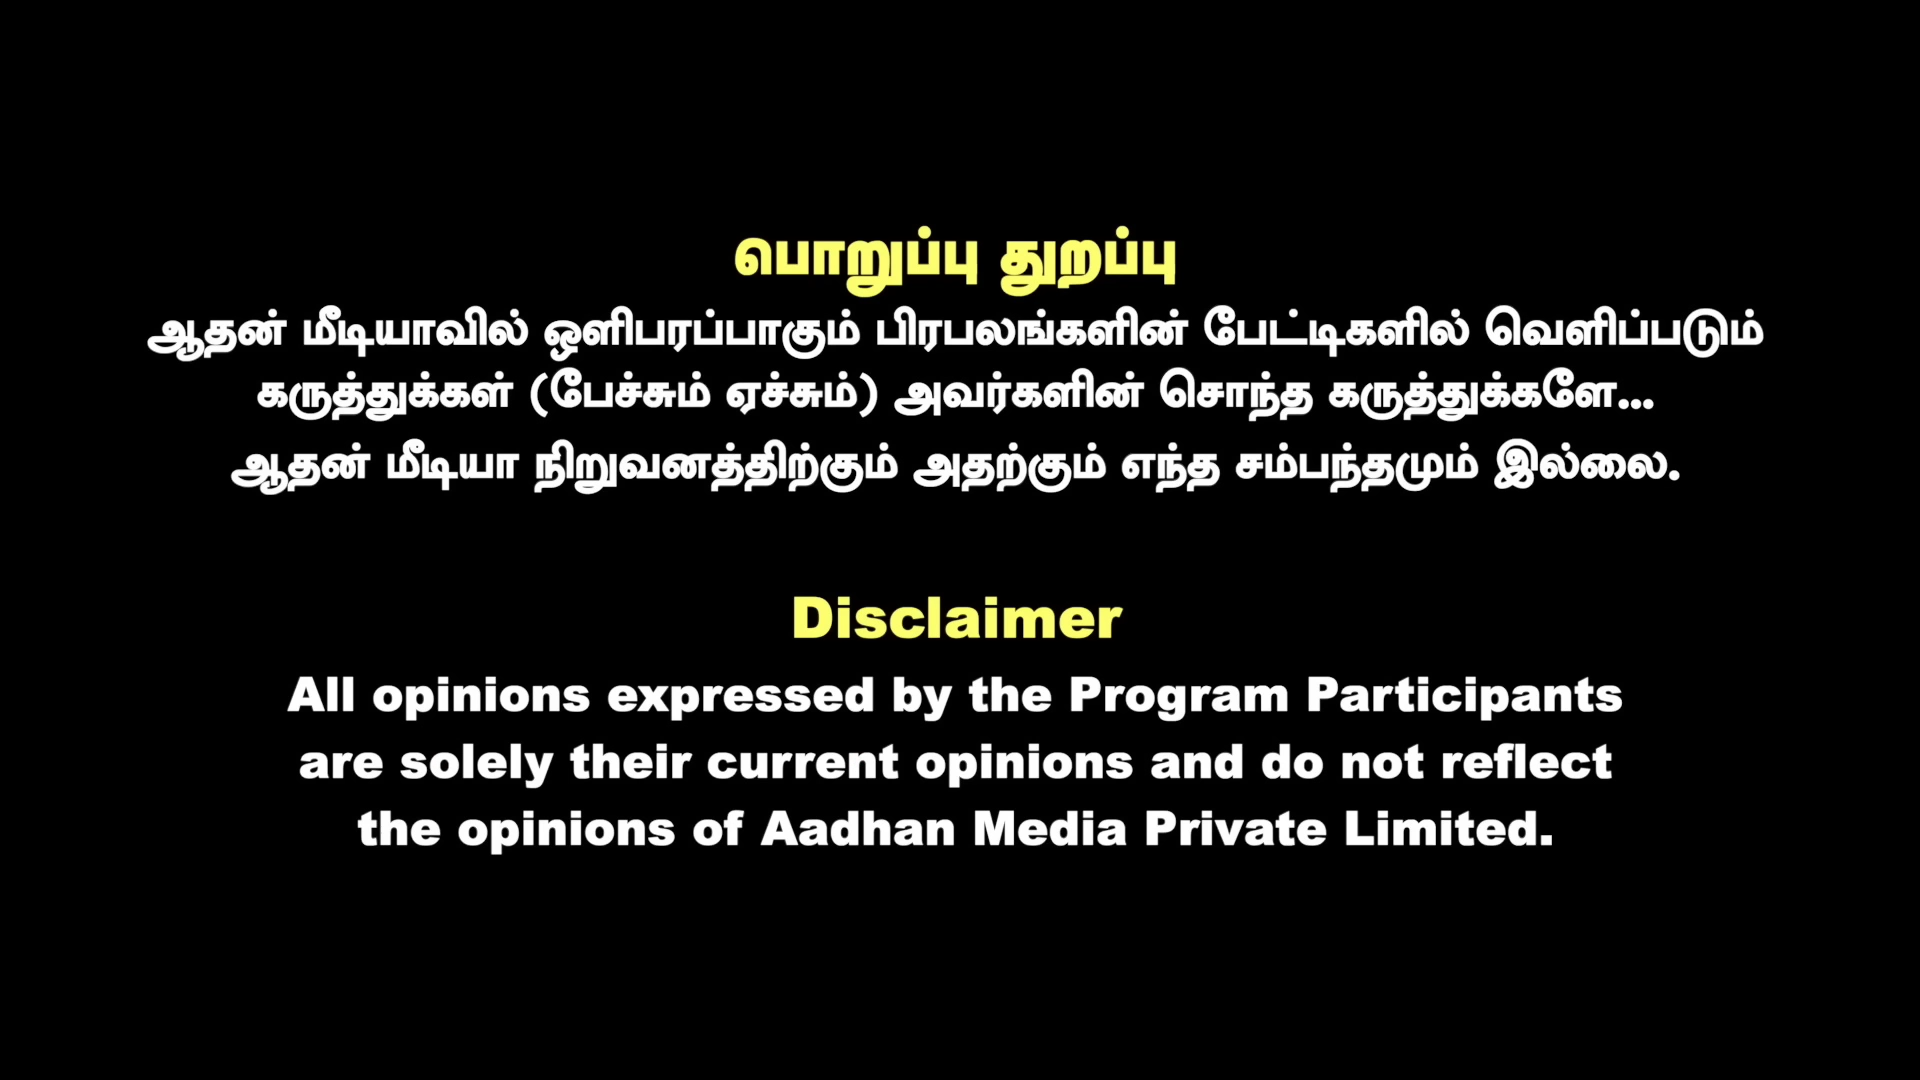 பொறுப்பு துறப்பு
ஆதன் மீடியாவில் ஒளிபரப்பாகும் பிரபலங்களின் பேட்டிகளில் வெளிப்படும்
கருத்துக்கள் (பேச்சும் ஏச்சும்) அவர்களின் சொந்த கருத்துக்களே...
ஆதன் மீடியா நிறுவனத்திற்கும் அதற்கும் எந்த சம்பந்தமும் இல்லை.
Disclaimer
All opinions expressed by the Program Participants
are solely their current opinions and do not reflect
the opinions of Aadhan Media Private Limited.